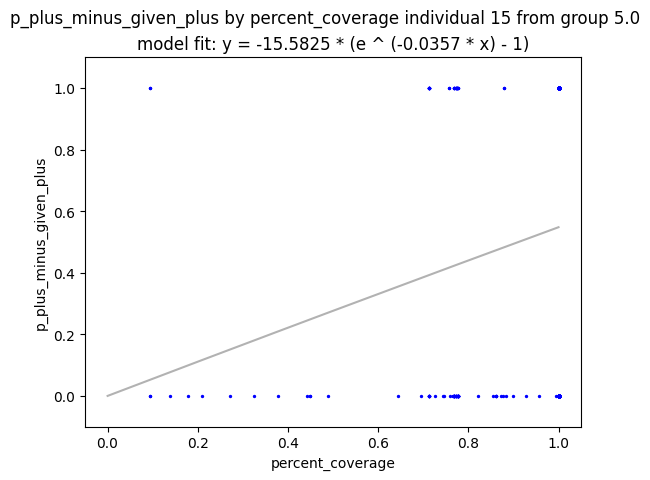 p_plus_minus_given_plus by percent_coverage individual 15 from group 5.0
model fit: y = -15.5825 * (e ^ (-0.0357 * x) - 1)
p_plus_minus_given_plus
1.0
0.8
0.6
0.4
0.2
0.0
0.0 0.2 0.4 0.6 0.8 1.0
percent_coverage